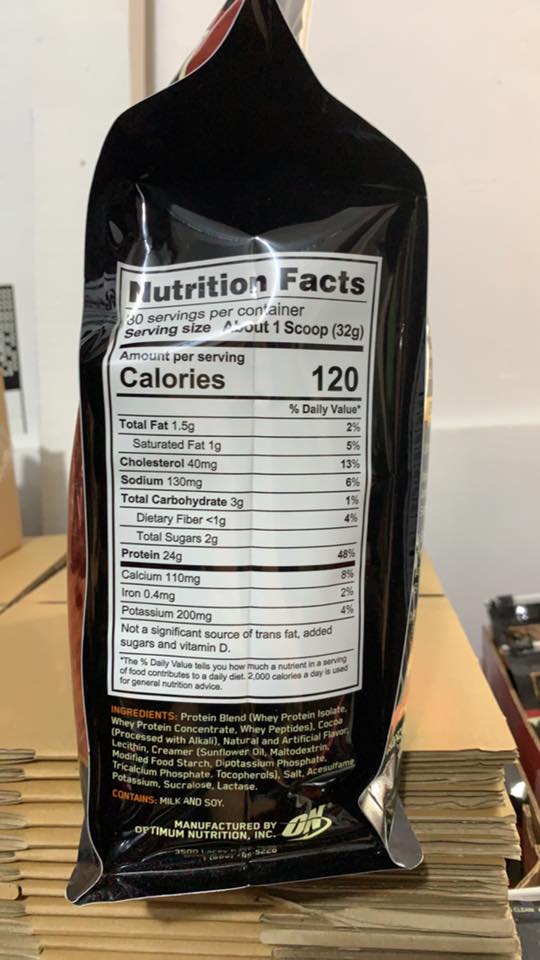 Nutrition Facts
80 servings per container
Serving size About 1 Scoop (32g)
Amount per serving
Calories 120
% Daily Value*
Total Fat 1.5g 2%
Saturated Fat 1g 5%
Cholesterol 40mg 13%
Sodium 130mg 6%
Total Carbohydrate 3g 1%
Dietary Fiber <1g 4%
Total Sugars 2g
Protein 24g 48%
Calcium 110mg 8%
Iron 0.4mg 2%
Potassium 200mg 4%
Not a significant source of trans fat, added
sugars and vitamin D.
*The % Daily Value tells you how much a nutrient in a serving
of food contributes to a daily diet. 2,000 calories a day is used
for general nutrition advice.
INGREDIENTS: Protein Blend (Whey Protein Isolate,
Whey Protein Concentrate, Whey Peptides), Cocoa
(Processed with Alkali), Natural and Artificial Flavor,
Lecithin, Creamer (Sunflower Oil, Maltodextrin,
Modified Food Starch, Dipotassium Phosphate,
Tricalcium Phosphate, Tocopherols), Salt, Acesulfame
Potassium, Sucralose, Lactase.
CONTAINS: MILK AND SOY.
MANUFACTURED BY
OPTIMUM NUTRITION, INC.
ON